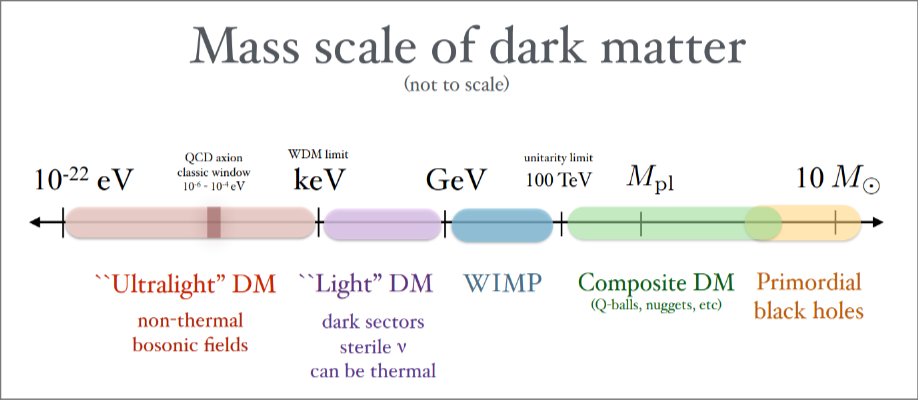 Mass scale of dark matter
(not to scale)
10⁻²² eV
QCD axion
classic window
10⁻⁶ - 10⁻⁴ eV
WDM limit
keV
GeV
unitarity limit
100 TeV
Mpl
10 M☉
``Ultralight” DM
non-thermal
bosonic fields
``Light” DM
dark sectors
sterile ν
can be thermal
WIMP
Composite DM
(Q-balls, nuggets, etc)
Primordial
black holes